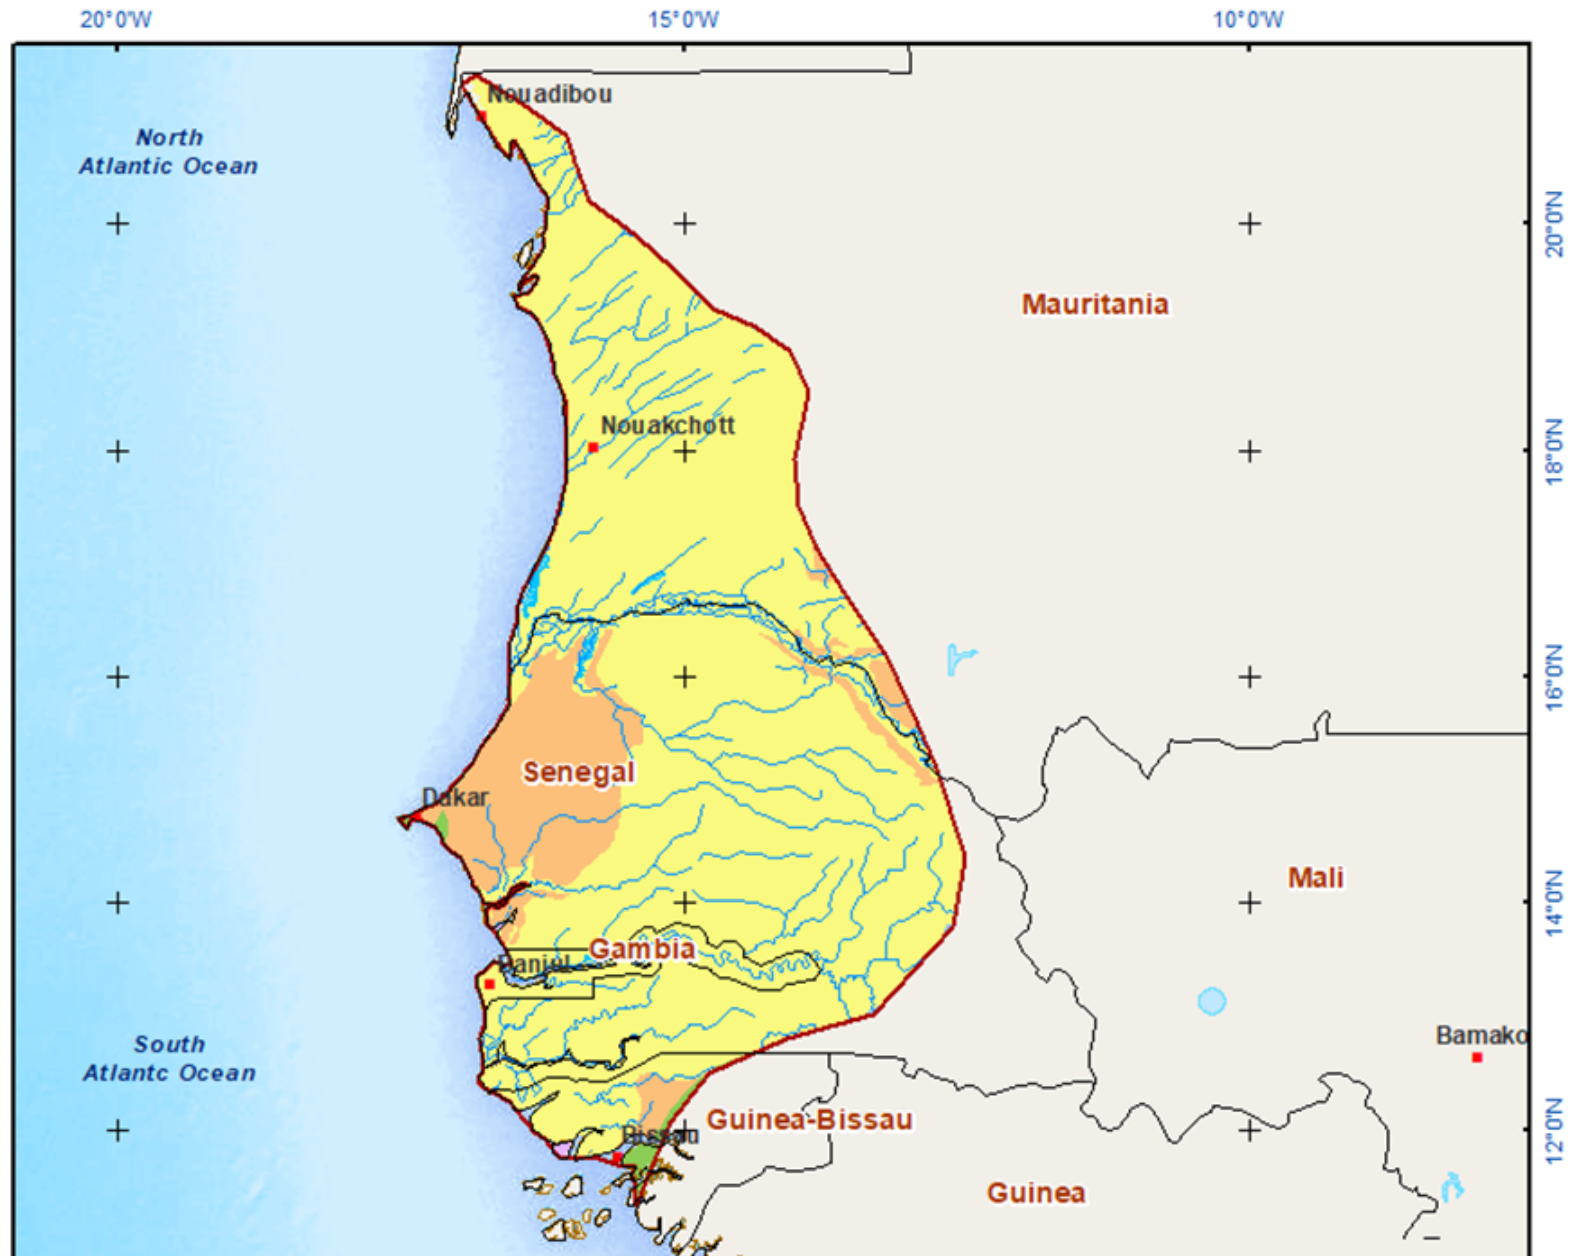 20°0'W
15°0'W
10°0'W
Nouadibou
North
Atlantic Ocean
20°0'N
Mauritania
Nouakchott
18°0'N
16°0'N
Senegal
Dakar
Mali
14°0'N
Gambia
Banjul
South
Atlantc Ocean
Bamako
Guinea-Bissau
Bissau
12°0'N
Guinea